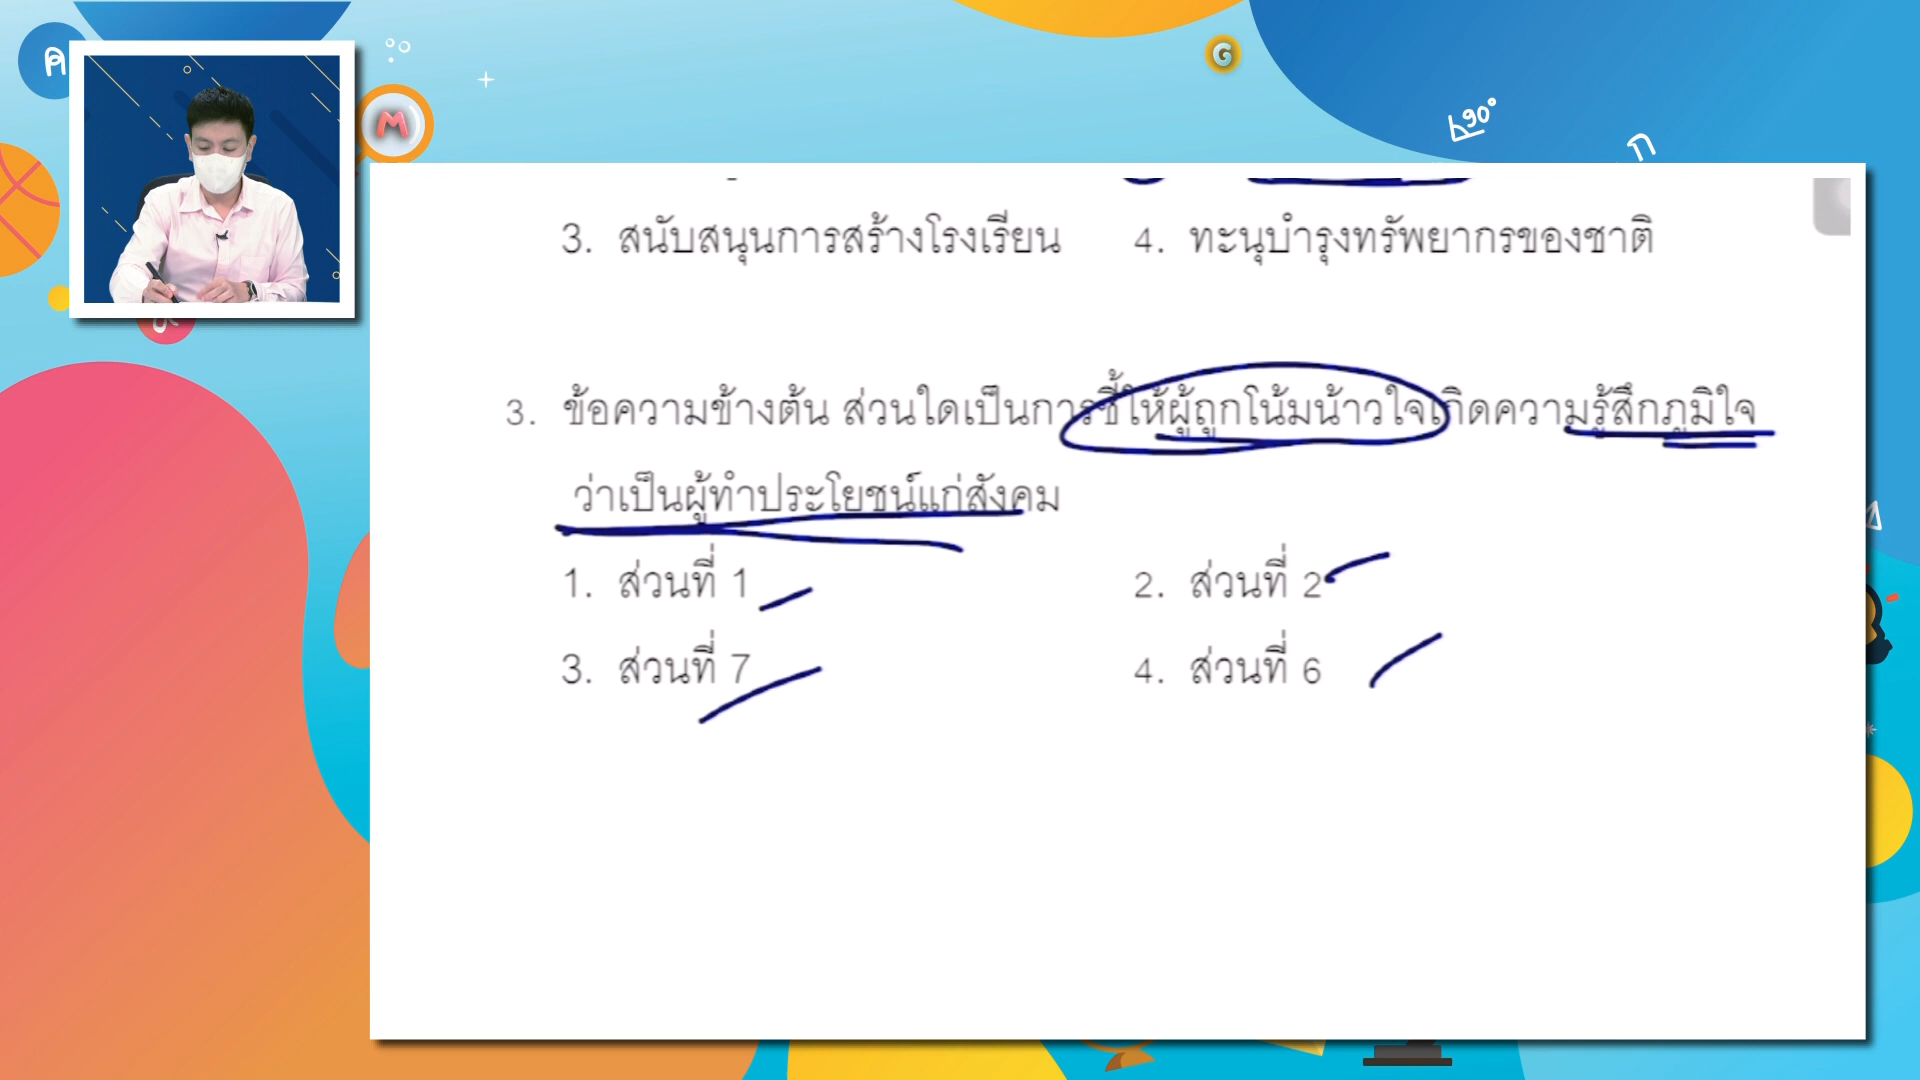 ค
M
G
90°
ก
3. สนับสนุนการสร้างโรงเรียน 4. ทะนุบำรุงทรัพยากรของชาติ
3. ข้อความข้างต้น ส่วนใดเป็นการชี้ให้ผู้ถูกโน้มน้าวใจเกิดความรู้สึกภูมิใจ
ว่าเป็นผู้ทำประโยชน์แก่สังคม
1. ส่วนที่ 1 2. ส่วนที่ 2
3. ส่วนที่ 7 4. ส่วนที่ 6